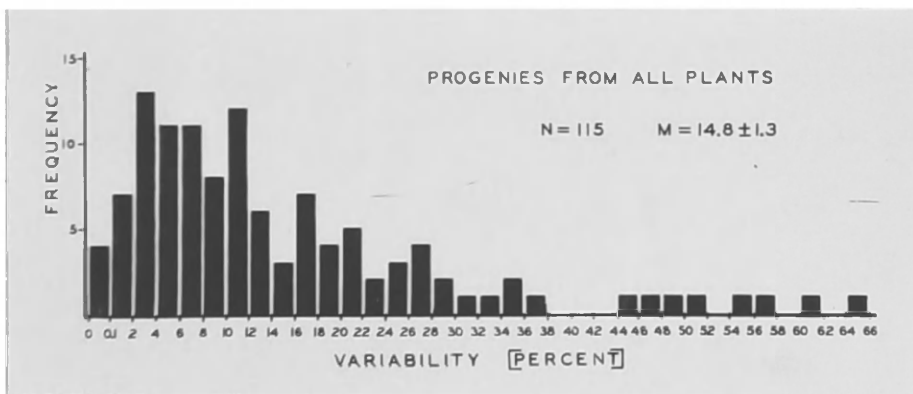 15
PROGENIES FROM ALL PLANTS
N = 115 M = 14.8 ± 1.3
10
5
FREQUENCY
0 0.1 2 4 6 8 10 12 14 16 18 20 22 24 26 28 30 32 34 36 38 40 42 44 46 48 50 52 54 56 58 60 62 64 66
VARIABILITY [PERCENT]